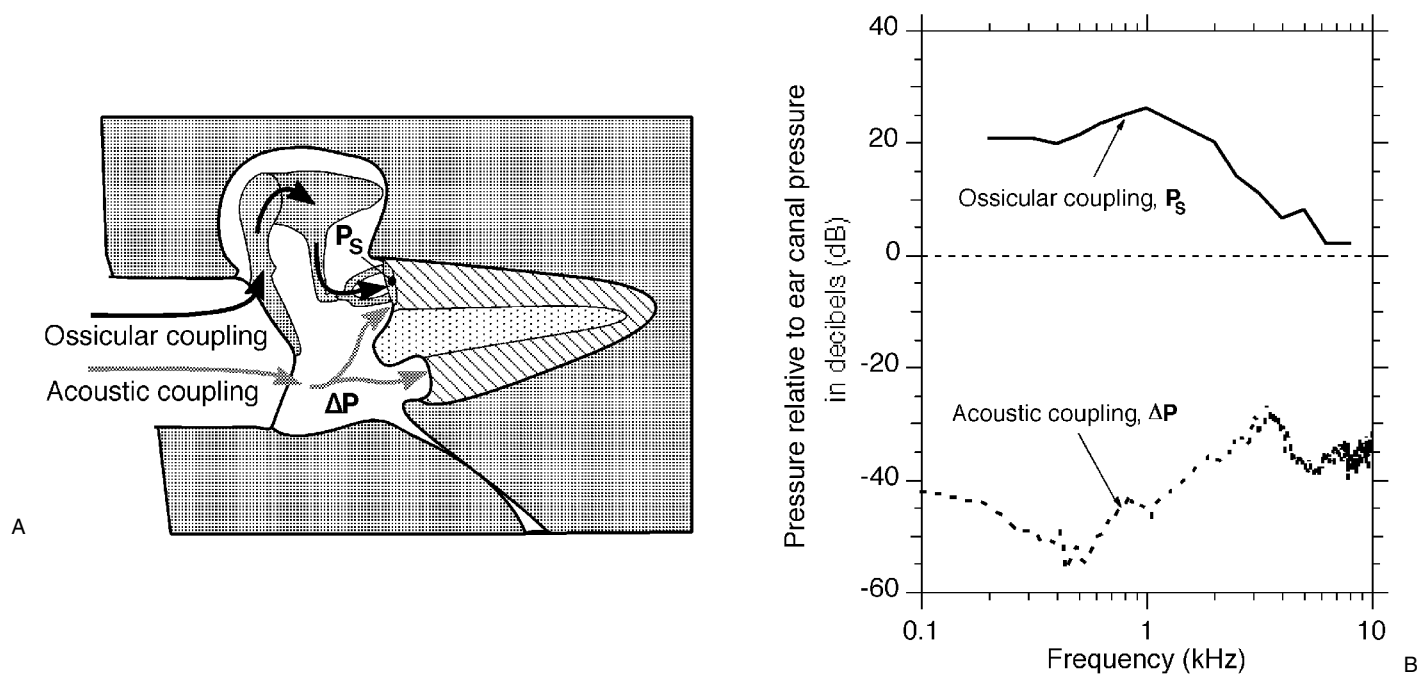 P_S
Ossicular coupling
Acoustic coupling
ΔP
A
Pressure relative to ear canal pressure
in decibels (dB)
40
20
0
-20
-40
-60
Ossicular coupling, P_S
Acoustic coupling, ΔP
0.1
1
10
Frequency (kHz)
B